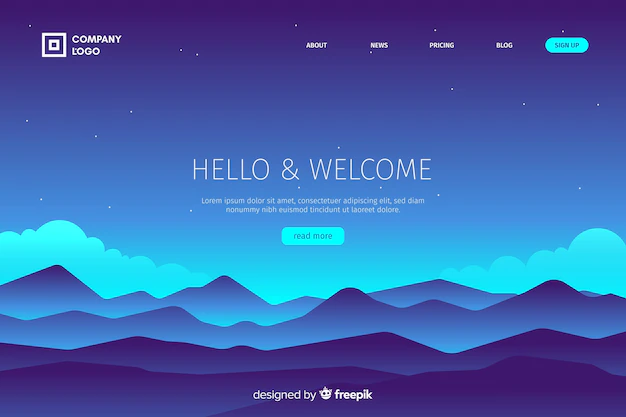 COMPANY
LOGO
ABOUT NEWS PRICING BLOG SIGN UP
HELLO & WELCOME
Lorem ipsum dolor sit amet, consectetuer adipiscing elit, sed diam
nonummy nibh euismod tincidunt ut laoreet dolore.
read more
designed by freepik